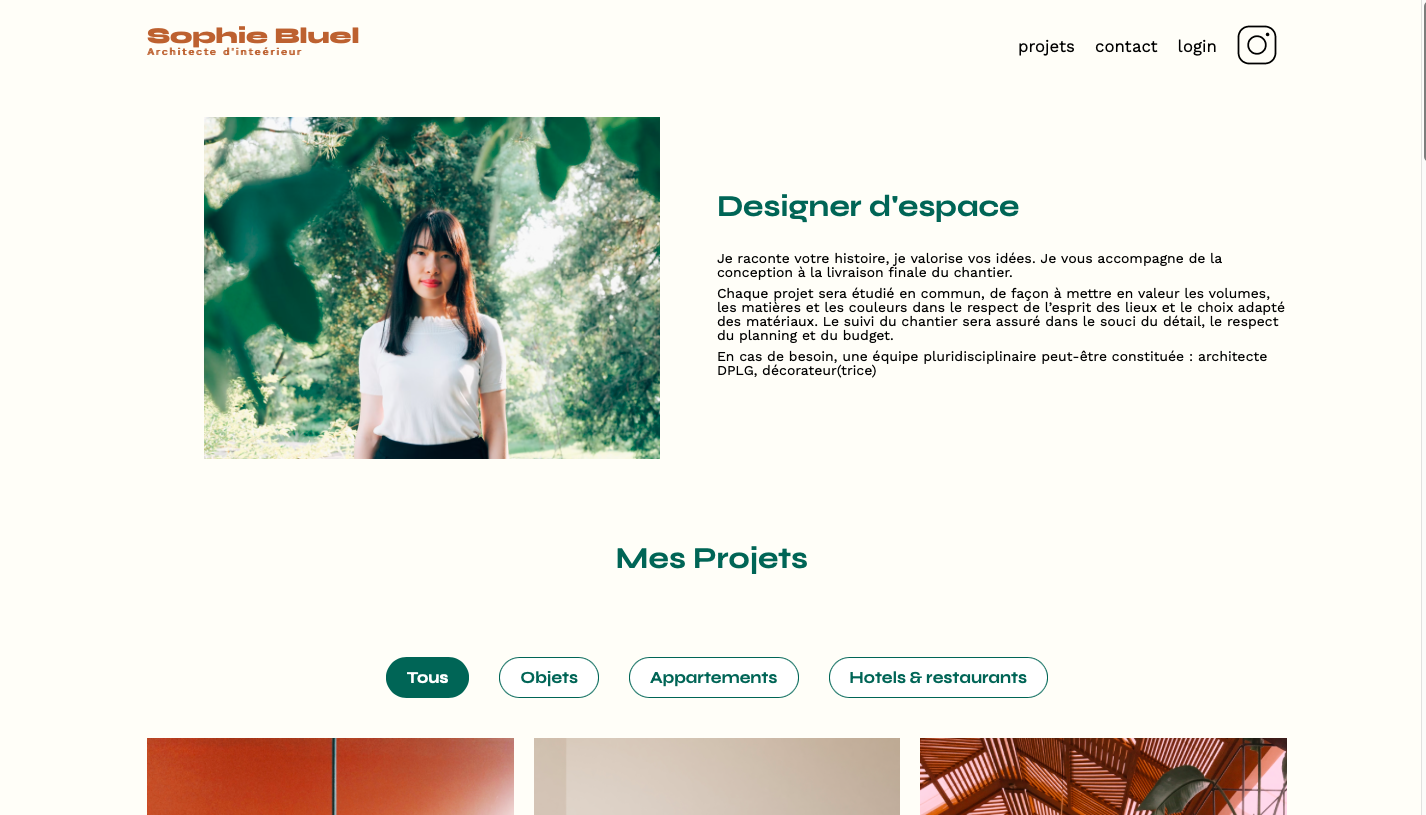 Sophie Bluel
Architecte d'inteérieur
projets contact login
Designer d'espace
Je raconte votre histoire, je valorise vos idées. Je vous accompagne de la
conception à la livraison finale du chantier.
Chaque projet sera étudié en commun, de façon à mettre en valeur les volumes,
les matières et les couleurs dans le respect de l’esprit des lieux et le choix adapté
des matériaux. Le suivi du chantier sera assuré dans le souci du détail, le respect
du planning et du budget.
En cas de besoin, une équipe pluridisciplinaire peut-être constituée : architecte
DPLG, décorateur(trice)
Mes Projets
Tous Objets Appartements Hotels & restaurants